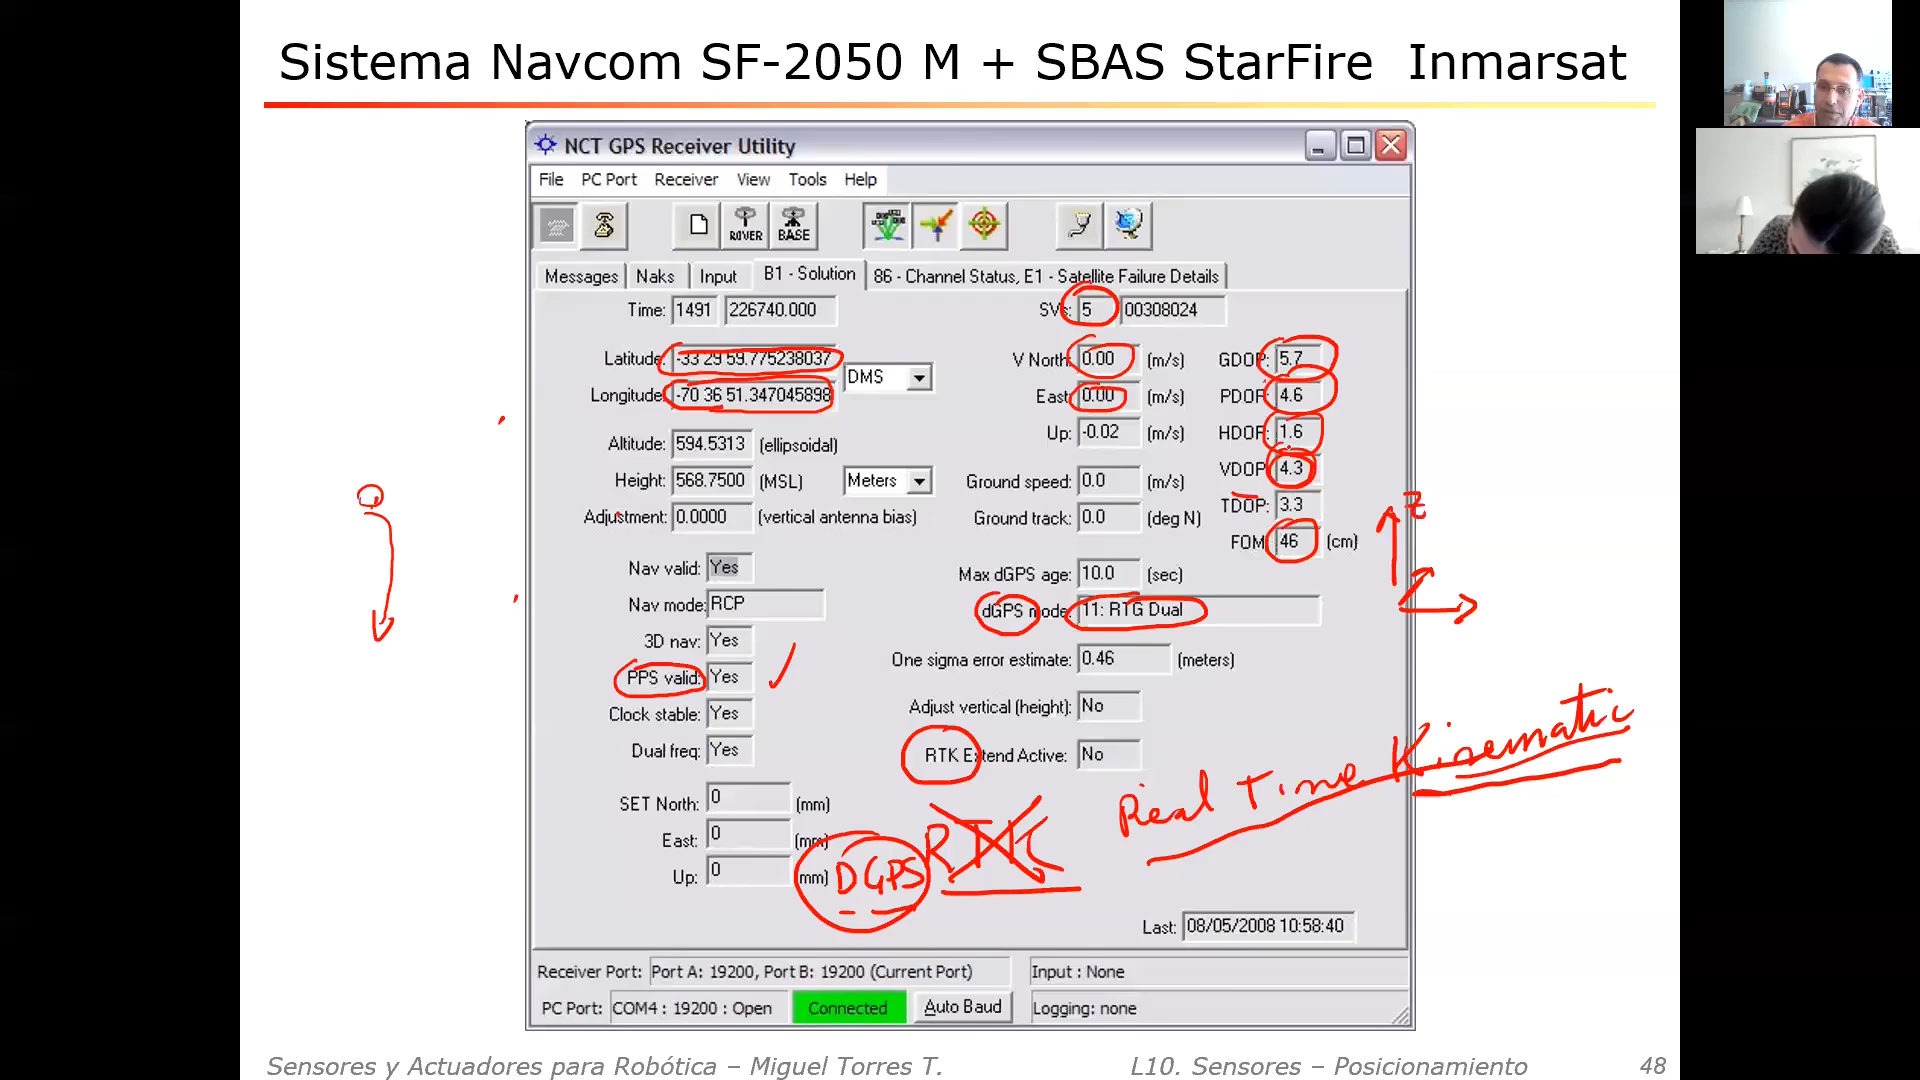 Sistema Navcom SF-2050 M + SBAS StarFire Inmarsat
NCT GPS Receiver Utility
File PC Port Receiver View Tools Help
ROVER BASE
Messages Naks Input B1 - Solution 86 - Channel Status, E1 - Satellite Failure Details
Time: 1491 226740.000 SVs: 5 00308024
Latitude: -33 29 59.775238037 DMS V North: 0.00 (m/s) GDOP: 5.7
Longitude: -70 36 51.347045898 East: 0.00 (m/s) PDOP: 4.6
Altitude: 594.5313 (ellipsoidal) Up: -0.02 (m/s) HDOP: 1.6
VDOP 4.3
Height: 568.7500 (MSL) Meters Ground speed: 0.0 (m/s)
TDOP: 3.3 Z
Adjustment: 0.0000 (vertical antenna bias) Ground track: 0.0 (deg N)
FOM: 46 (cm)
Nav valid: Yes Max dGPS age: 10.0 (sec)
Nav mode: RCP dGPS mode: 11: RTG Dual
3D nav: Yes One sigma error estimate: 0.46 (meters)
PPS valid: Yes
Clock stable: Yes Adjust vertical (height): No
Dual freq: Yes RTK Extend Active: No
Real Time Kinematic
SET North: 0 (mm)
East: 0 (mm)
Up: 0 (mm) DGPS
Last: 08/05/2008 10:58:40
Receiver Port: Port A: 19200, Port B: 19200 (Current Port) Input : None
PC Port: COM4 : 19200 : Open Connected Auto Baud Logging: none
Sensores y Actuadores para Robótica – Miguel Torres T. L10. Sensores – Posicionamiento 48